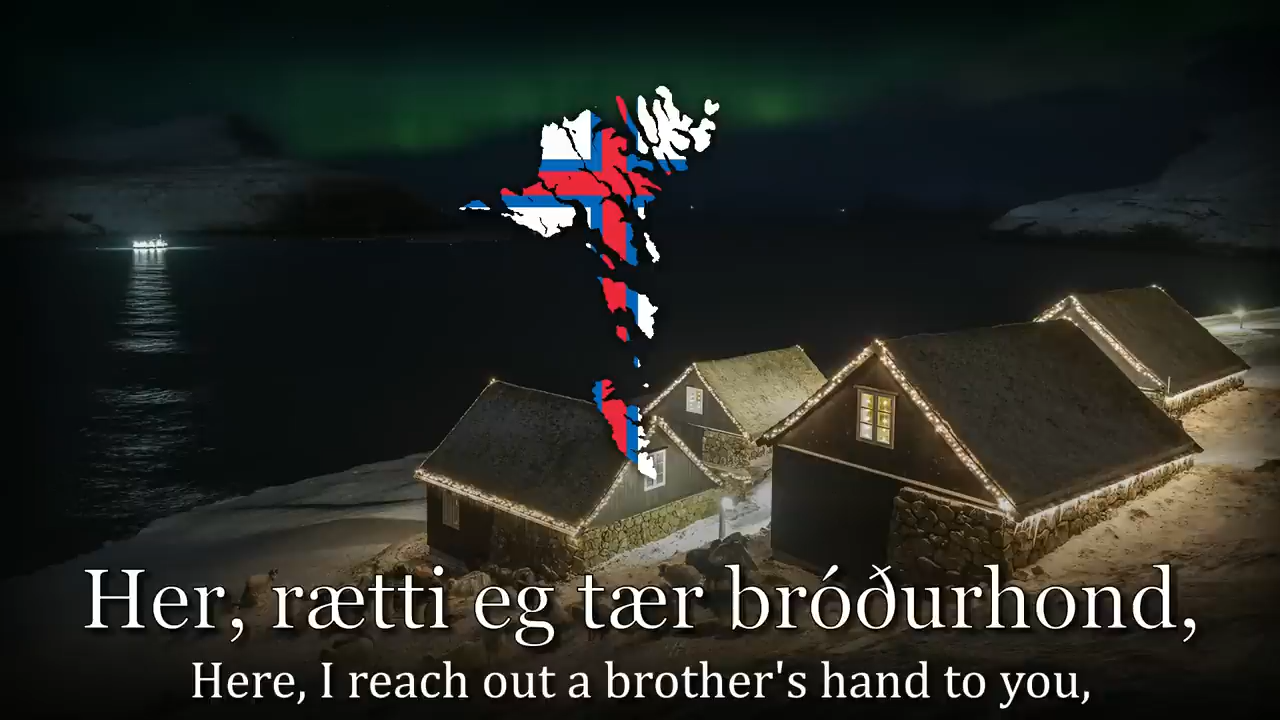 Her, rætti eg tær bróðurhond,
Here, I reach out a brother's hand to you,